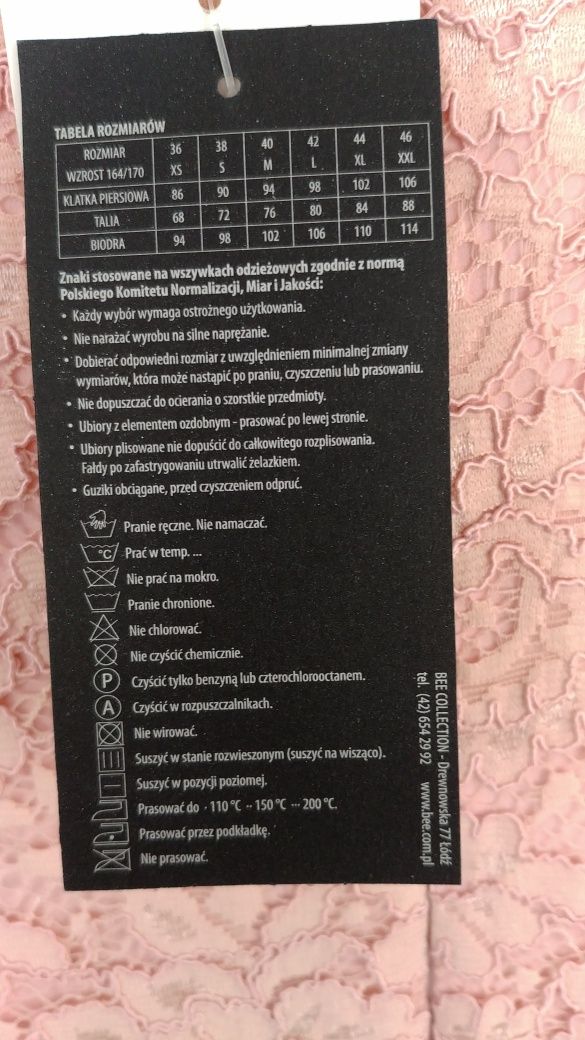 TABELA ROZMIARÓW
ROZMIAR 36 38 40 42 44 46
WZROST 164/170 XS S M L XL XXL
KLATKA PIERSIOWA 86 90 94 98 102 106
TALIA 68 72 76 80 84 88
BIODRA 94 98 102 106 110 114
Znaki stosowane na wszywkach odzieżowych zgodnie z normą
Polskiego Komitetu Normalizacji, Miar i Jakości:
• Każdy wybór wymaga ostrożnego użytkowania.
• Nie narażać wyrobu na silne naprężanie.
• Dobierać odpowiedni rozmiar z uwzględnieniem minimalnej zmiany
wymiarów, która może nastąpić po praniu, czyszczeniu lub prasowaniu.
• Nie dopuszczać do ocierania o szorstkie przedmioty.
• Ubiory z elementem ozdobnym - prasować po lewej stronie.
• Ubiory plisowane nie dopuścić do całkowitego rozplisowania.
Fałdy po zafastrygowaniu utrwalić żelazkiem.
• Guziki obciągane, przed czyszczeniem odpruć.
Pranie ręczne. Nie namaczać.
°C Prać w temp. ...
Nie prać na mokro.
Pranie chronione.
Nie chlorować.
Nie czyścić chemicznie.
P Czyścić tylko benzyną lub czterochlorooctanem.
A Czyścić w rozpuszczalnikach.
Nie wirować.
Suszyć w stanie rozwieszonym (suszyć na wisząco).
Suszyć w pozycji poziomej.
Prasować do · 110 °C ·· 150 °C ··· 200 °C.
Prasować przez podkładkę.
Nie prasować.
BEE COLLECTION - Drewnowska 77 Łódź
tel. (42) 654 29 92 www.bee.com.pl